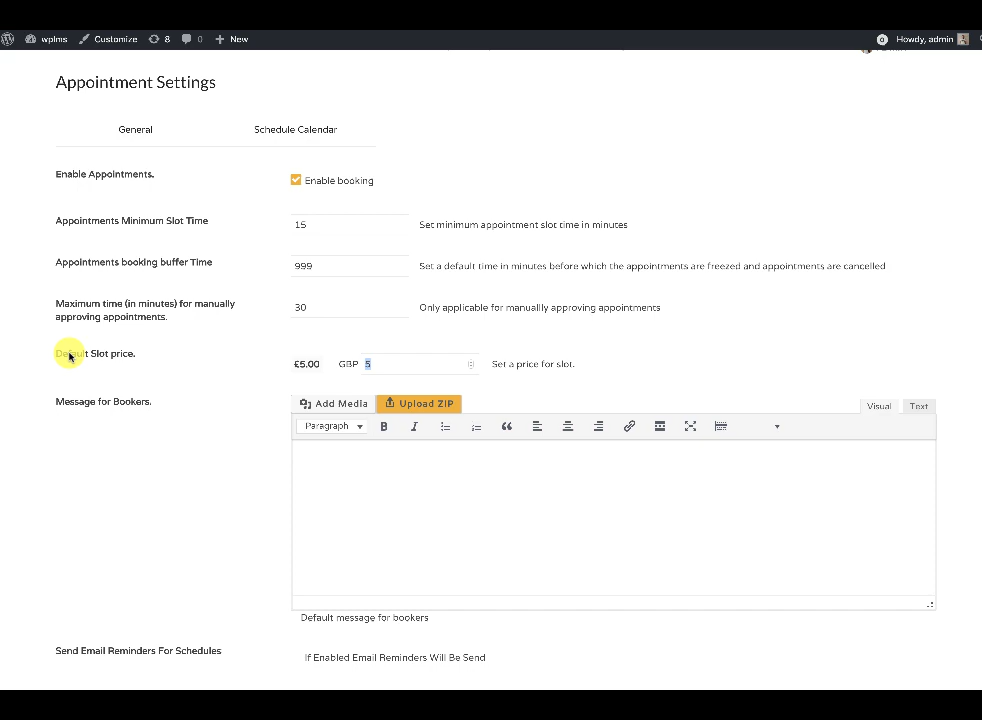 wplms Customize 8 0 New Howdy, admin
Appointment Settings
General Schedule Calendar
Enable Appointments. Enable booking
Appointments Minimum Slot Time 15 Set minimum appointment slot time in minutes
Appointments booking buffer Time 999 Set a default time in minutes before which the appointments are freezed and appointments are cancelled
Maximum time (in minutes) for manually
approving appointments. 30 Only applicable for manuallly approving appointments
Default Slot price. £5.00 GBP 5 Set a price for slot.
Message for Bookers. Add Media Upload ZIP Visual Text
Paragraph B I
Default message for bookers
Send Email Reminders For Schedules If Enabled Email Reminders Will Be Send